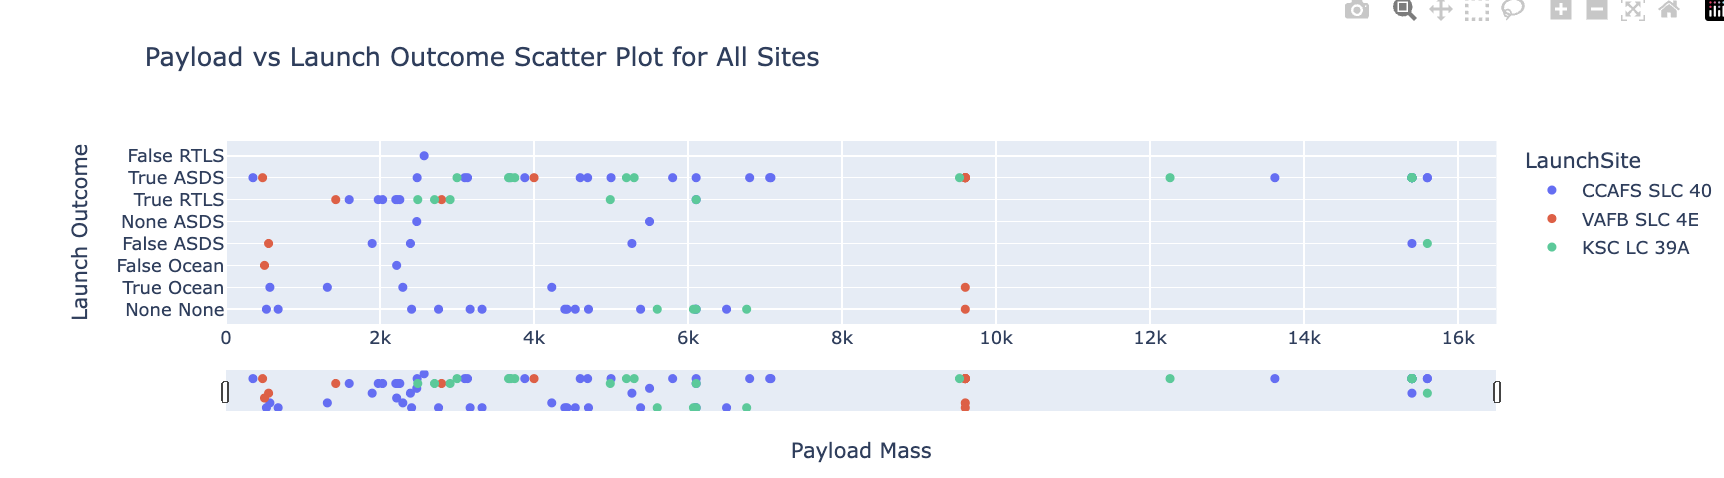 Payload vs Launch Outcome Scatter Plot for All Sites
Launch Outcome
False RTLS
True ASDS
True RTLS
None ASDS
False ASDS
False Ocean
True Ocean
None None
0 2k 4k 6k 8k 10k 12k 14k 16k
Payload Mass
LaunchSite
CCAFS SLC 40
VAFB SLC 4E
KSC LC 39A